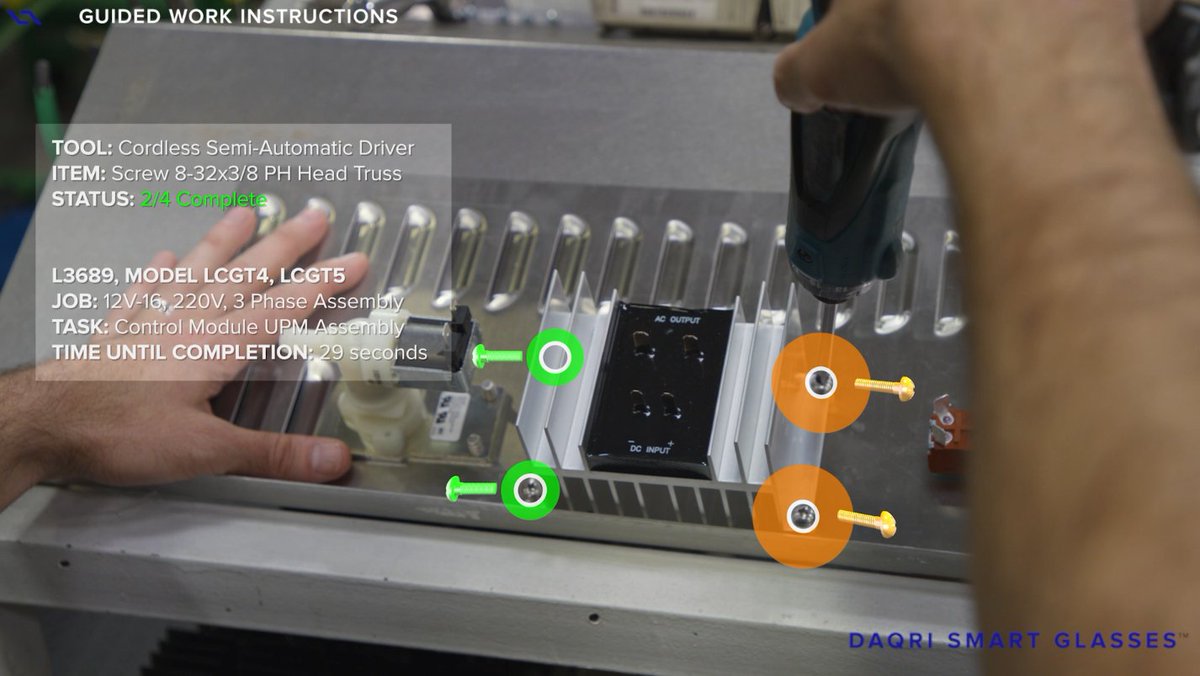 GUIDED WORK INSTRUCTIONS
TOOL: Cordless Semi-Automatic Driver
ITEM: Screw 8-32x3/8 PH Head Truss
STATUS: 2/4 Complete
L3689, MODEL LCGT4, LCGT5
JOB: 12V-16, 220V, 3 Phase Assembly
TASK: Control Module UPM Assembly
TIME UNTIL COMPLETION: 29 seconds
AC OUTPUT
- DC INPUT +
DAQRI SMART GLASSES™